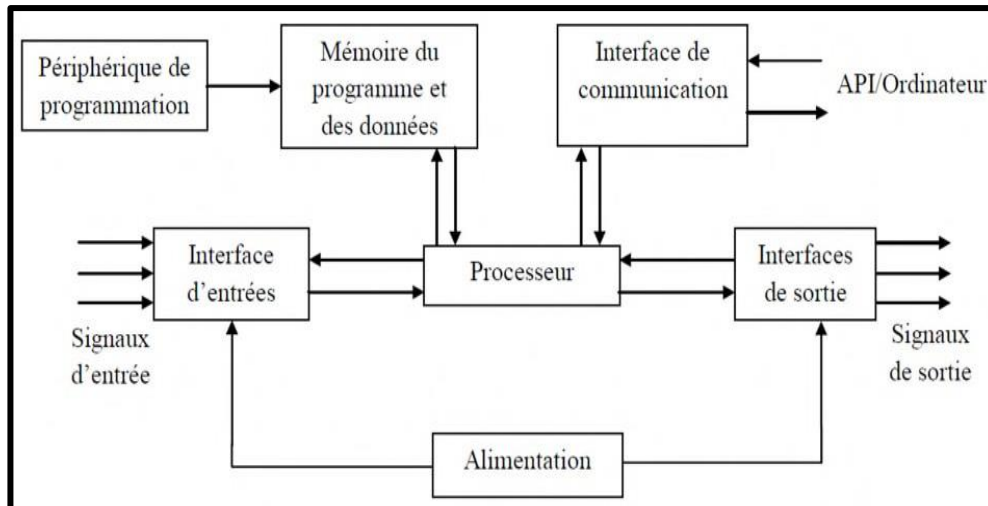 Périphérique de
programmation
Mémoire du
programme et
des données
Interface de
communication
API/Ordinateur
Interface
d’entrées
Processeur
Interfaces
de sortie
Signaux
d’entrée
Signaux
de sortie
Alimentation